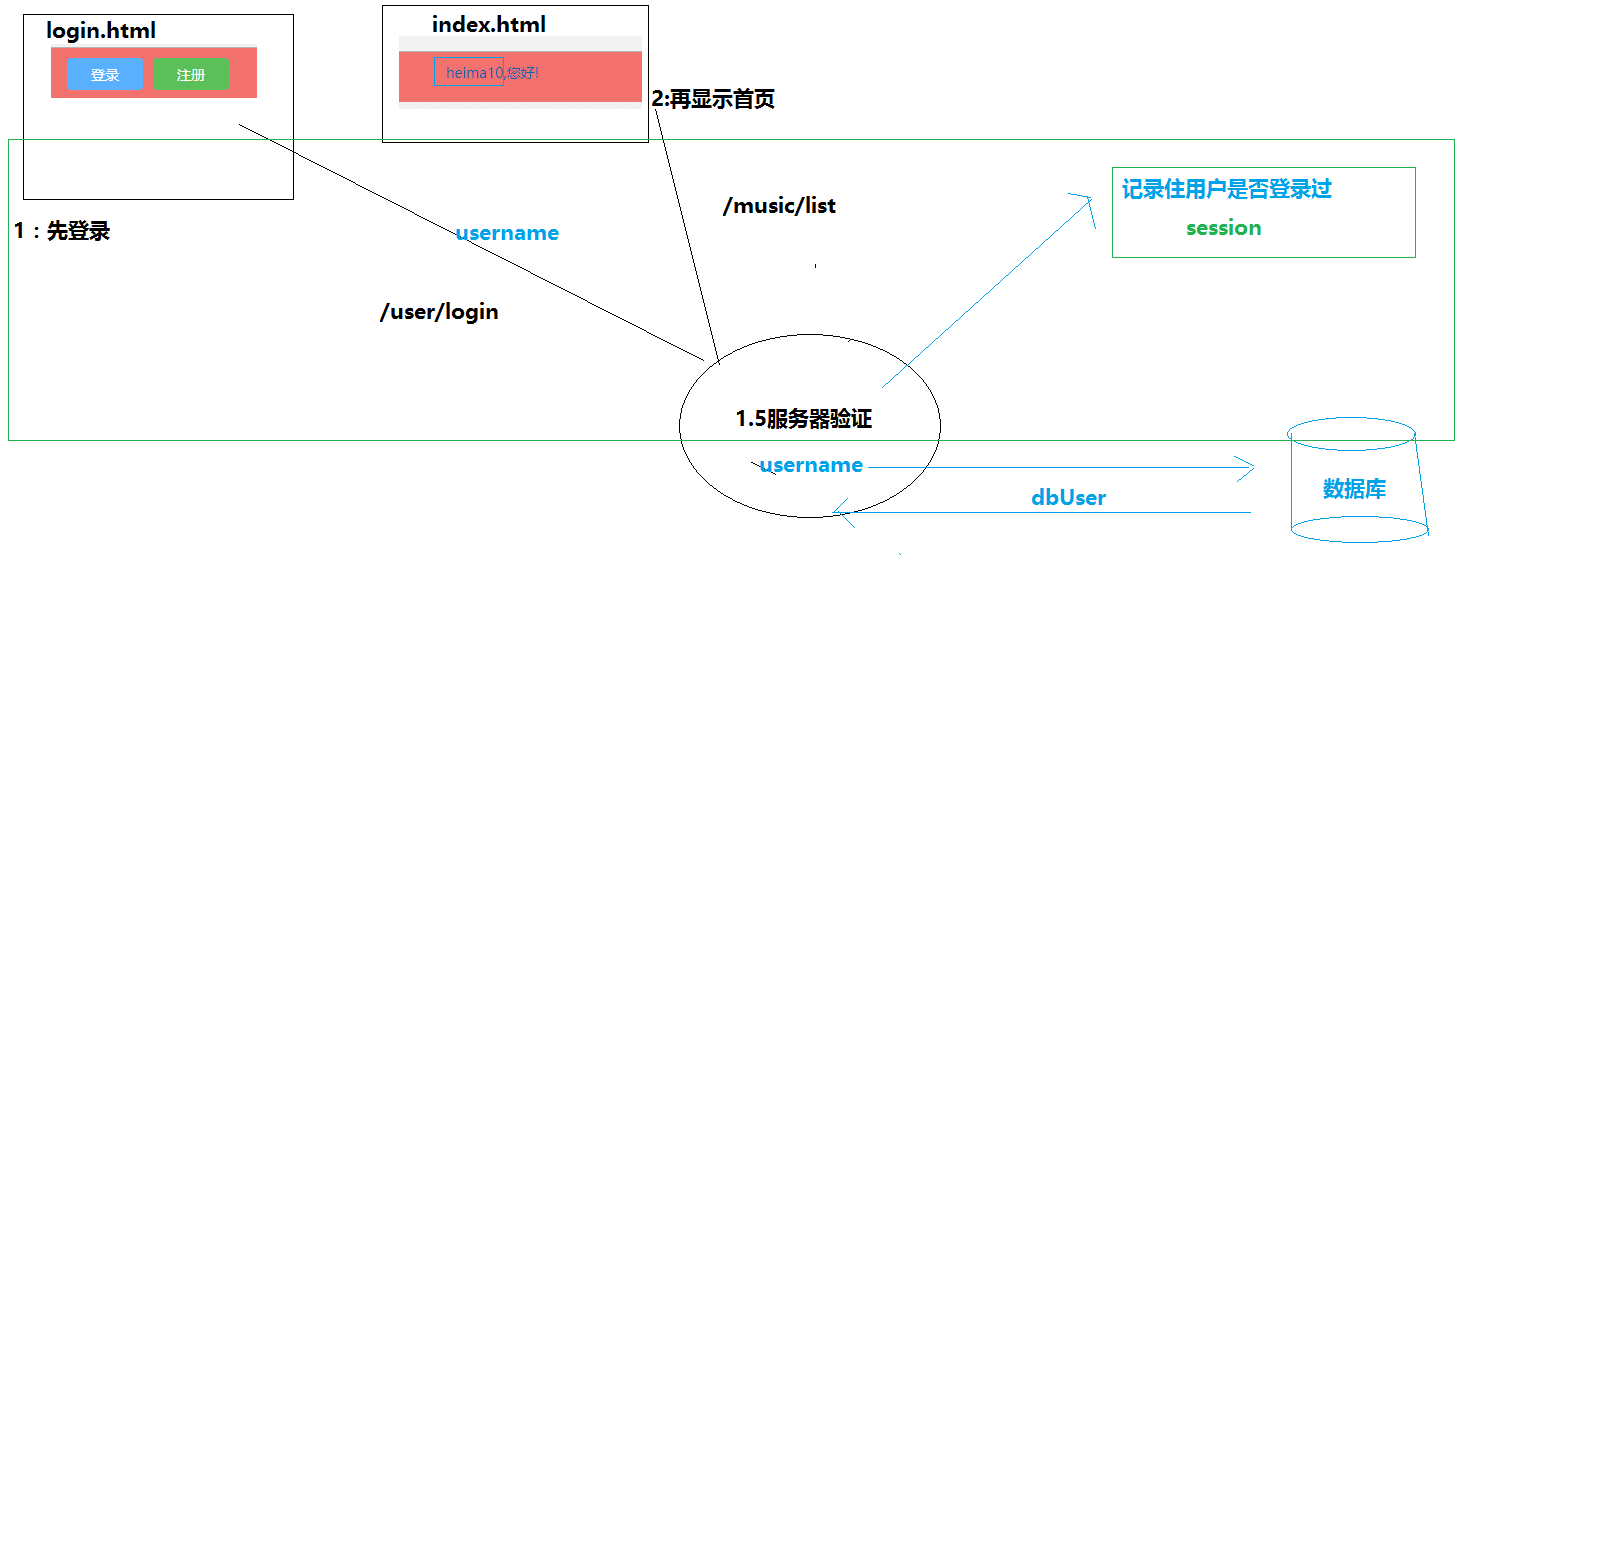 login.html
登录 注册
index.html
heima10,您好!
2:再显示首页
记录住用户是否登录过
session
/music/list
1：先登录
username
/user/login
1.5服务器验证
username
dbUser
数据库